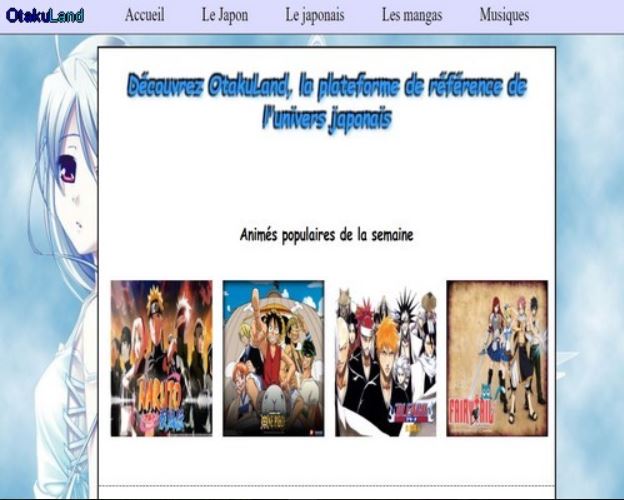 OtakuLand Accueil Le Japon Le japonais Les mangas Musiques
Découvrez OtakuLand, la plateforme de référence de
l'univers japonais
Animés populaires de la semaine
NARUTO
ONE PIECE
BLEACH
FAIRY TAIL